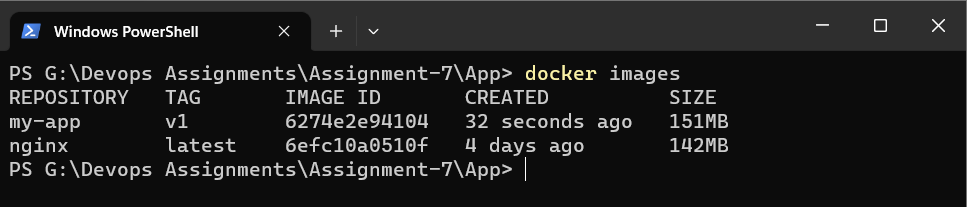 Windows PowerShell
PS G:\Devops Assignments\Assignment-7\App> docker images
REPOSITORY   TAG       IMAGE ID       CREATED          SIZE
my-app       v1        6274e2e94104   32 seconds ago   151MB
nginx        latest    6efc10a0510f   4 days ago       142MB
PS G:\Devops Assignments\Assignment-7\App>